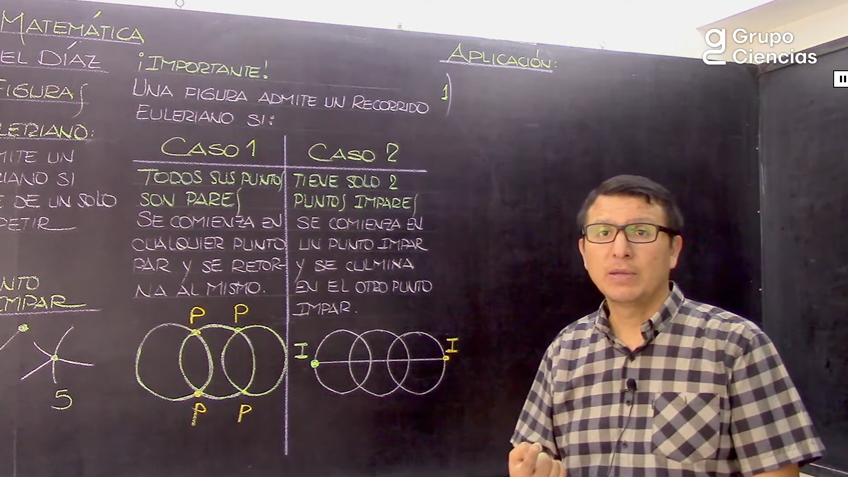 MATEMÁTICA
EL DÍAZ
FIGURAS
LERIANO:
MITE UN
RIANO SI
E DE UN SOLO
PETIR
NTO
IMPAR
5
¡IMPORTANTE!
UNA FIGURA ADMITE UN RECORRIDO
EULERIANO SI:
CASO 1
TODOS SUS PUNTOS
SON PARES
SE COMIENZA EN
CUALQUIER PUNTO
PAR Y SE RETOR-
NA AL MISMO.
P P
P P
CASO 2
TIENE SOLO 2
PUNTOS IMPARES
SE COMIENZA EN
UN PUNTO IMPAR
Y SE CULMINA
EN EL OTRO PUNTO
IMPAR.
I I
APLICACIÓN:
1)
Grupo
Ciencias